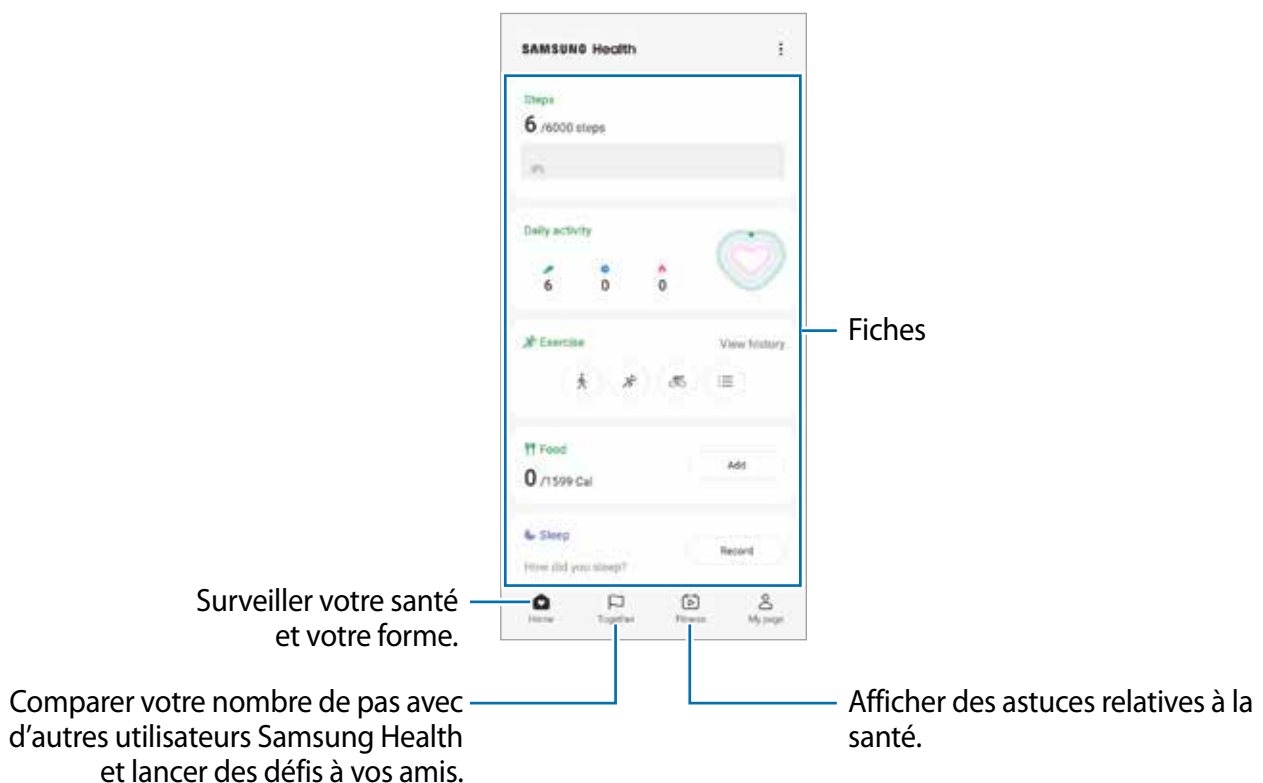 SAMSUNG Health
Steps
6 /6000 steps
Daily activity
6 0 0
Exercise View history
Fiches
Food
0 /1599 Cal Add
Sleep
How did you sleep? Record
Home Together Fitness My page
Surveiller votre santé
et votre forme.
Comparer votre nombre de pas avec
d’autres utilisateurs Samsung Health
et lancer des défis à vos amis.
Afficher des astuces relatives à la
santé.